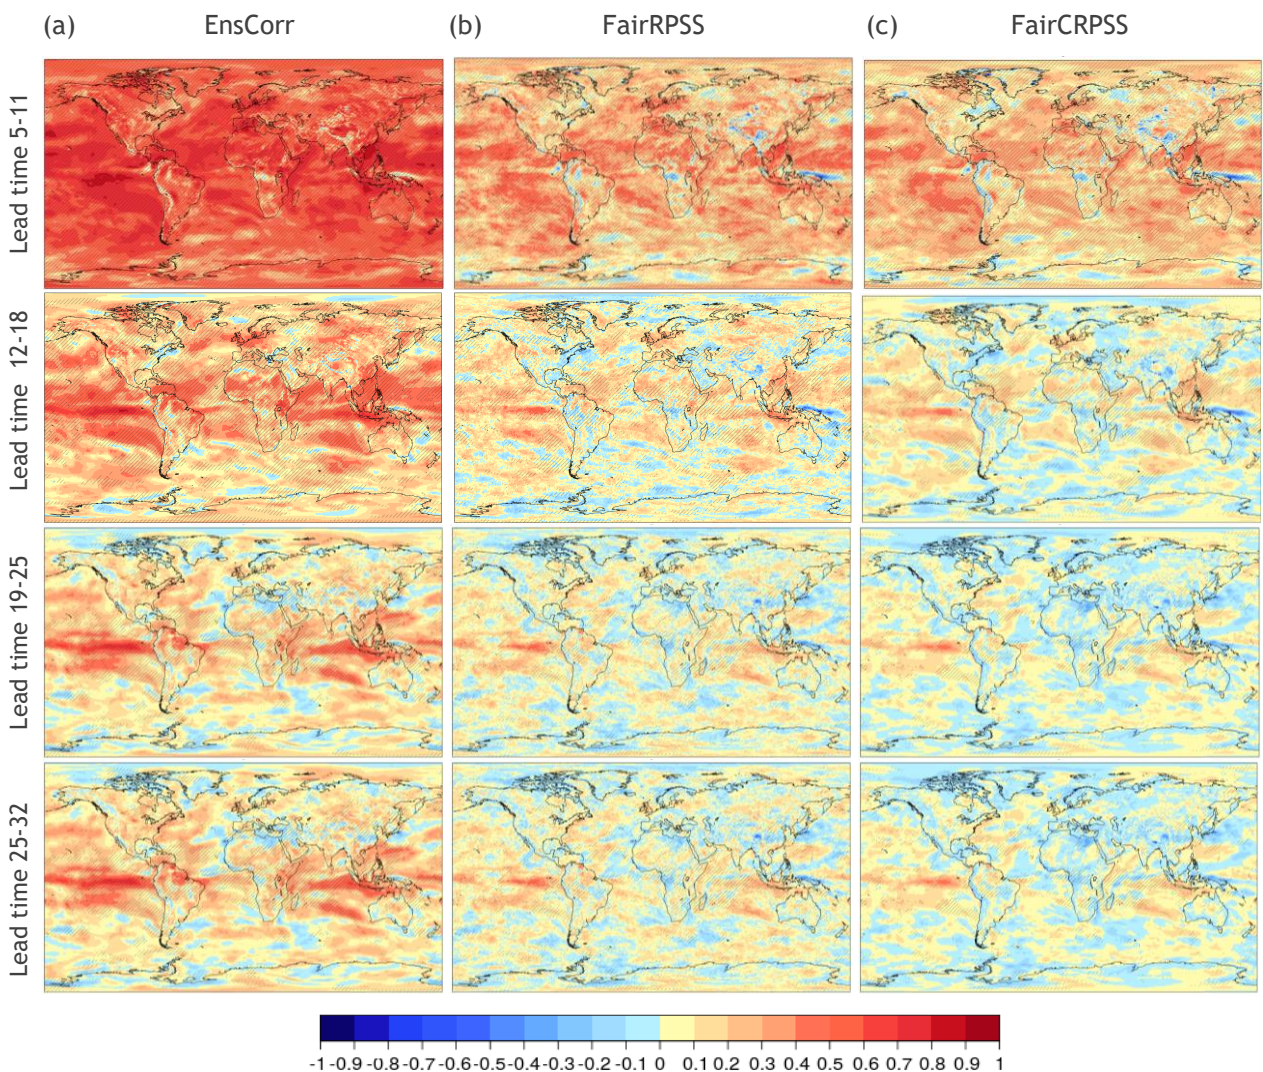 (a) EnsCorr (b) FairRPSS (c) FairCRPSS
Lead time 5-11
Lead time 12-18
Lead time 19-25
Lead time 25-32
-1 -0.9 -0.8 -0.7 -0.6 -0.5 -0.4 -0.3 -0.2 -0.1 0 0.1 0.2 0.3 0.4 0.5 0.6 0.7 0.8 0.9 1